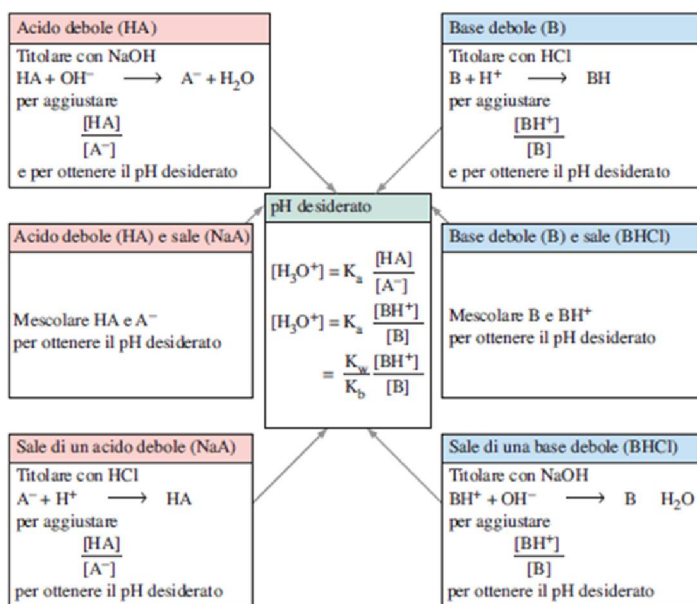 Acido debole (HA)
Titolare con NaOH
HA + OH⁻ ⟶ A⁻ + H₂O
per aggiustare
[HA]
[A⁻]
e per ottenere il pH desiderato
Base debole (B)
Titolare con HCl
B + H⁺ ⟶ BH
per aggiustare
[BH⁺]
[B]
e per ottenere il pH desiderato
Acido debole (HA) e sale (NaA)
Mescolare HA e A⁻
per ottenere il pH desiderato
pH desiderato
[H₃O⁺] = Kₐ [HA]/[A⁻]
[H₃O⁺] = Kₐ [BH⁺]/[B]
= K_w/K_b [BH⁺]/[B]
Base debole (B) e sale (BHCl)
Mescolare B e BH⁺
per ottenere il pH desiderato
Sale di un acido debole (NaA)
Titolare con HCl
A⁻ + H⁺ ⟶ HA
per aggiustare
[HA]
[A⁻]
per ottenere il pH desiderato
Sale di una base debole (BHCl)
Titolare con NaOH
BH⁺ + OH⁻ ⟶ B H₂O
per aggiustare
[BH⁺]
[B]
per ottenere il pH desiderato